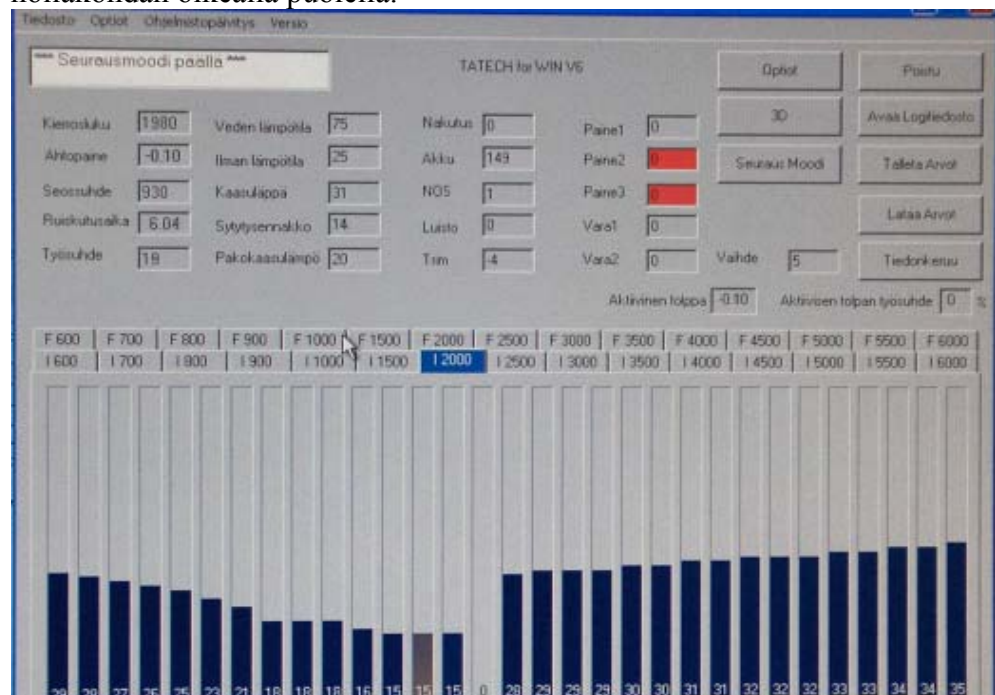 nollakohdan oikealla puolella.
Tiedosto Optiot Ohjelmistopäivitys Versio
*** Seurausmoodi päällä ***
TATECH for WIN V6
Optiot Poistu
3D Avaa Logitiedosto
Seuraus Moodi Talleta Arvot
Lataa Arvot
Tiedonkeruu
Kierrosluku 1980 Veden lämpötila 75 Nakutus 0 Paine1 0
Ahtopaine -0.10 Ilman lämpötila 25 Akku 149 Paine2 0
Seossuhde 930 Kaasuläppä 31 NOS 1 Paine3 0
Ruiskutusaika 6.04 Sytytysennakko 14 Luisto 0 Vara1 0
Työsuhde 19 Pakokaasulämpö 20 Trim -4 Vara2 0 Vaihde 5
Aktiivinen tolppa -0.10 Aktiivisen tolpan työsuhde 0 %
F 600 F 700 F 800 F 900 F 1000 F 1500 F 2000 F 2500 F 3000 F 3500 F 4000 F 4500 F 5000 F 5500 F 6000
I 600 I 700 I 800 I 900 I 1000 I 1500 I 2000 I 2500 I 3000 I 3500 I 4000 I 4500 I 5000 I 5500 I 6000
27 25 25 23 21 18 18 18 16 15 15 15 0 28 29 29 29 30 30 31 31 32 32 32 33 33 34 34 35